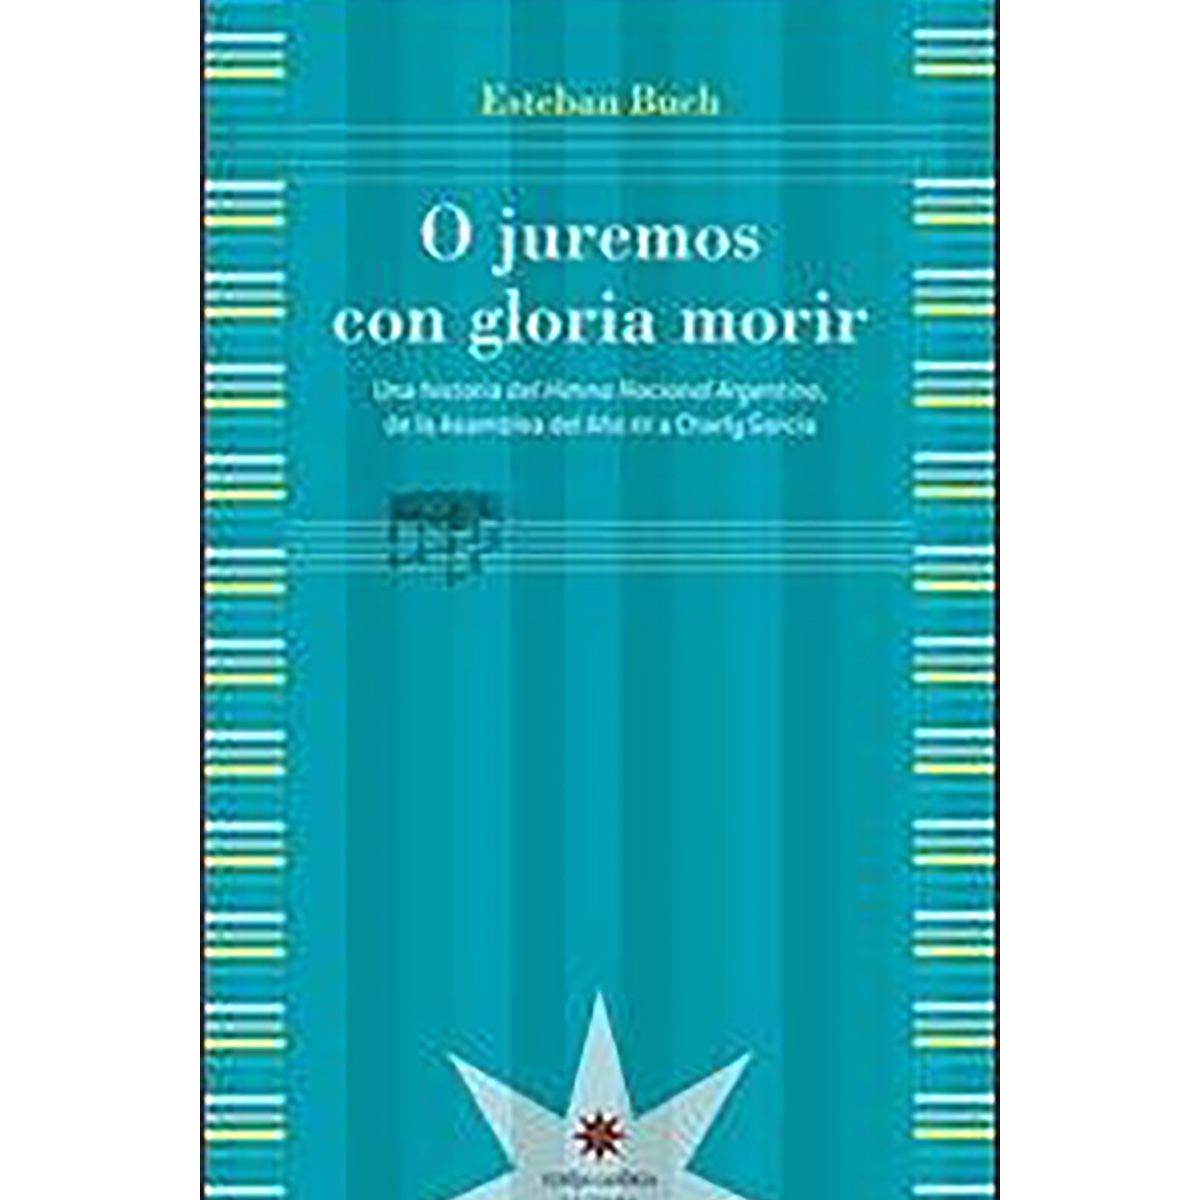 Esteban Buch
O juremos
con gloria morir
Una historia del Himno Nacional Argentino,
de la Asamblea del Año XIII a Charly García